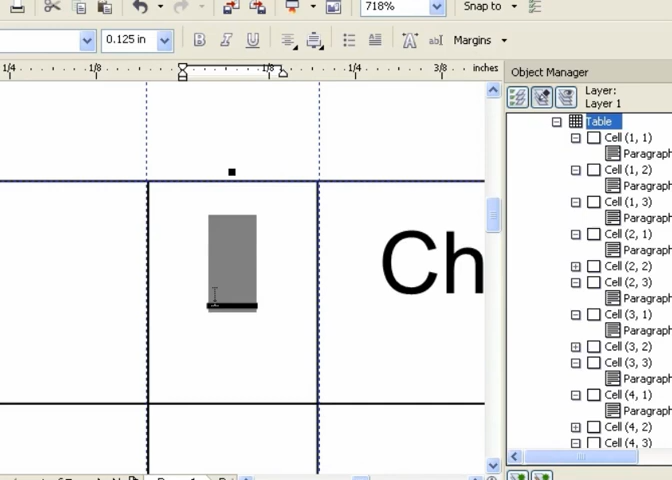 718%
Snap to
0.125 in
B I U
A
abI
Margins
1/4 1/8 1/8 1/4 3/8 inches
Object Manager
Layer:
Layer 1
Table
Cell (1, 1)
Paragraph
Cell (1, 2)
Paragraph
Cell (1, 3)
Paragraph
Cell (2, 1)
Paragraph
Cell (2, 2)
Cell (2, 3)
Paragraph
Cell (3, 1)
Paragraph
Cell (3, 2)
Cell (3, 3)
Paragraph
Cell (4, 1)
Paragraph
Cell (4, 2)
Cell (4, 3)
Ch
Page 1